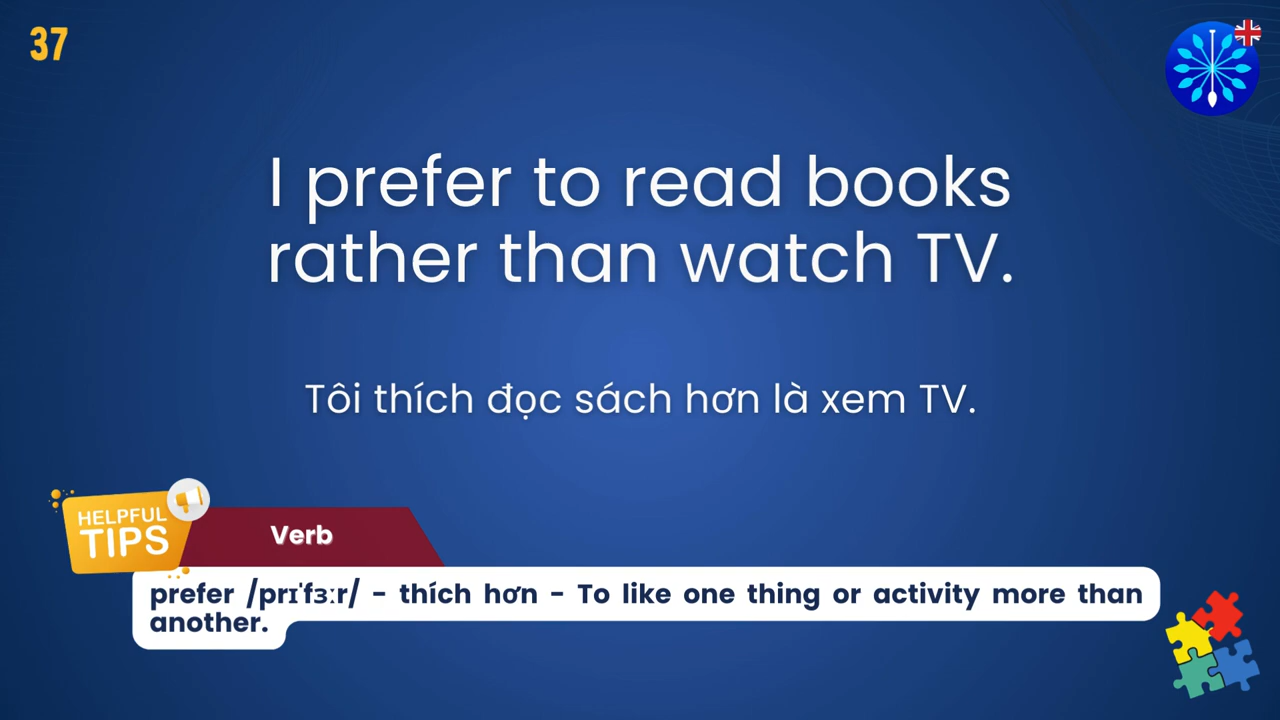 37
I prefer to read books
rather than watch TV.
Tôi thích đọc sách hơn là xem TV.
HELPFUL
TIPS
Verb
prefer /prɪˈfɜːr/ - thích hơn - To like one thing or activity more than
another.